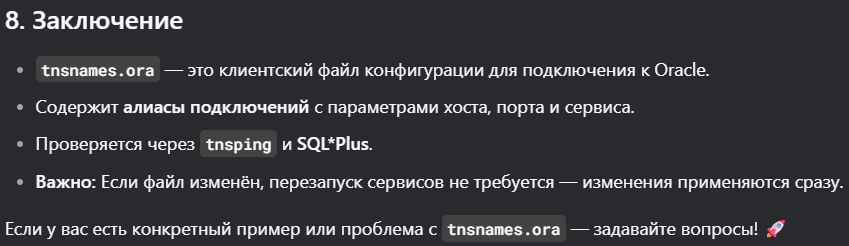 8. Заключение
• tnsnames.ora — это клиентский файл конфигурации для подключения к Oracle.
• Содержит алиасы подключений с параметрами хоста, порта и сервиса.
• Проверяется через tnsping и SQL*Plus.
• Важно: Если файл изменён, перезапуск сервисов не требуется — изменения применяются сразу.
Если у вас есть конкретный пример или проблема с tnsnames.ora — задавайте вопросы! 🚀